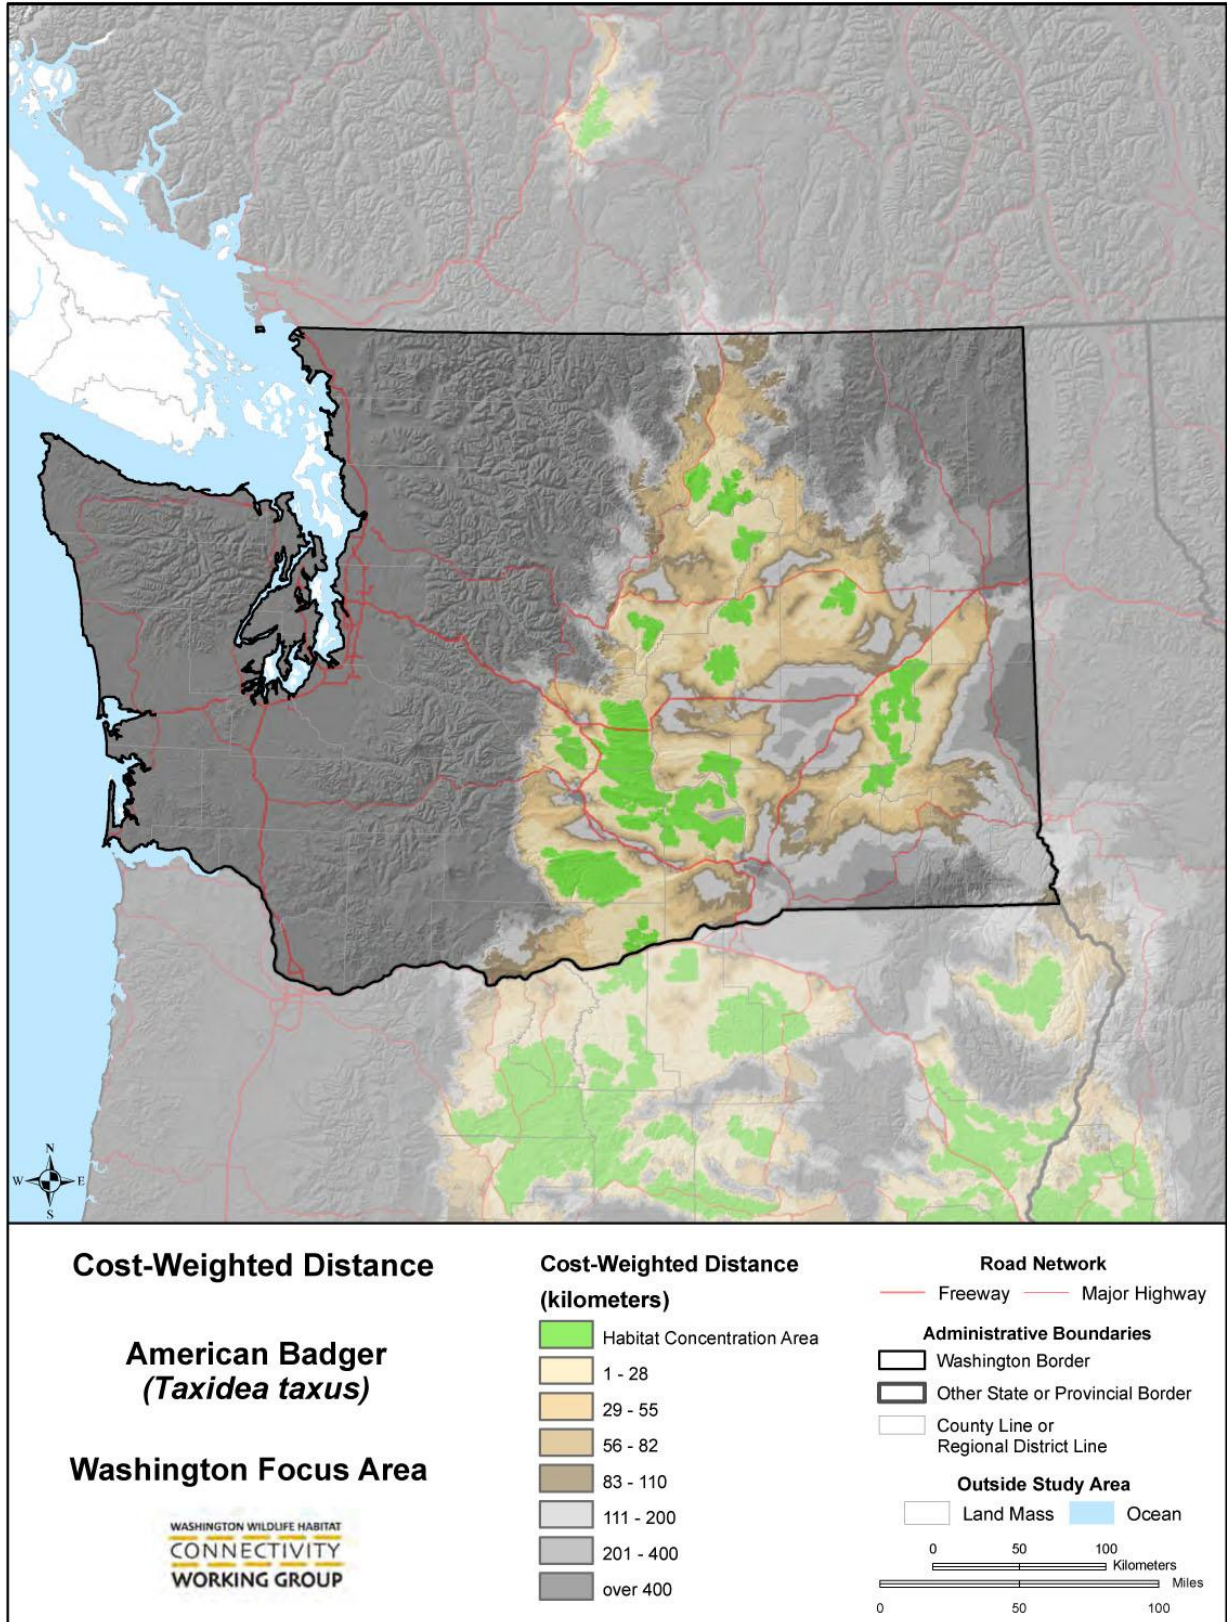 N
W
E
S
Cost-Weighted Distance
American Badger
(Taxidea taxus)
Washington Focus Area
WASHINGTON WILDLIFE HABITAT
CONNECTIVITY
WORKING GROUP
Cost-Weighted Distance
(kilometers)
Habitat Concentration Area
1 - 28
29 - 55
56 - 82
83 - 110
111 - 200
201 - 400
over 400
Road Network
Freeway
Major Highway
Administrative Boundaries
Washington Border
Other State or Provincial Border
County Line or
Regional District Line
Outside Study Area
Land Mass
Ocean
0 50 100
Kilometers
Miles
0 50 100